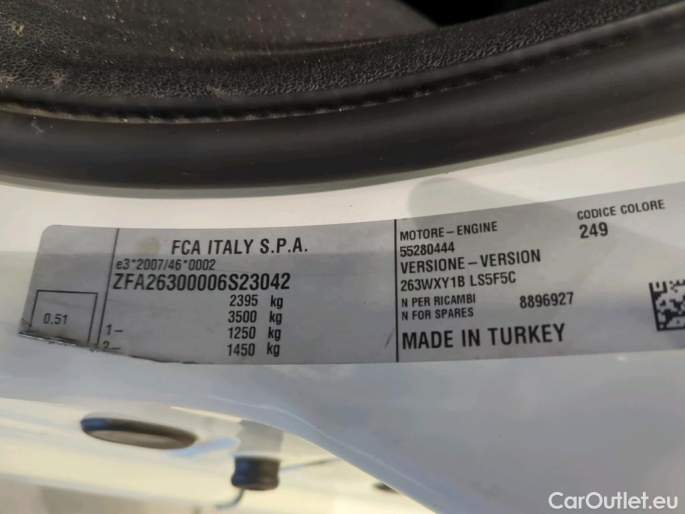 FCA ITALY S.P.A.
e3*2007/46*0002
ZFA26300006S23042
2395 kg
3500 kg
1- 1250 kg
2- 1450 kg
0.51
MOTORE-ENGINE
55280444
VERSIONE-VERSION
263WXY1B LS5F5C
N PER RICAMBI
N FOR SPARES
8896927
MADE IN TURKEY
CODICE COLORE
249
CarOutlet.eu